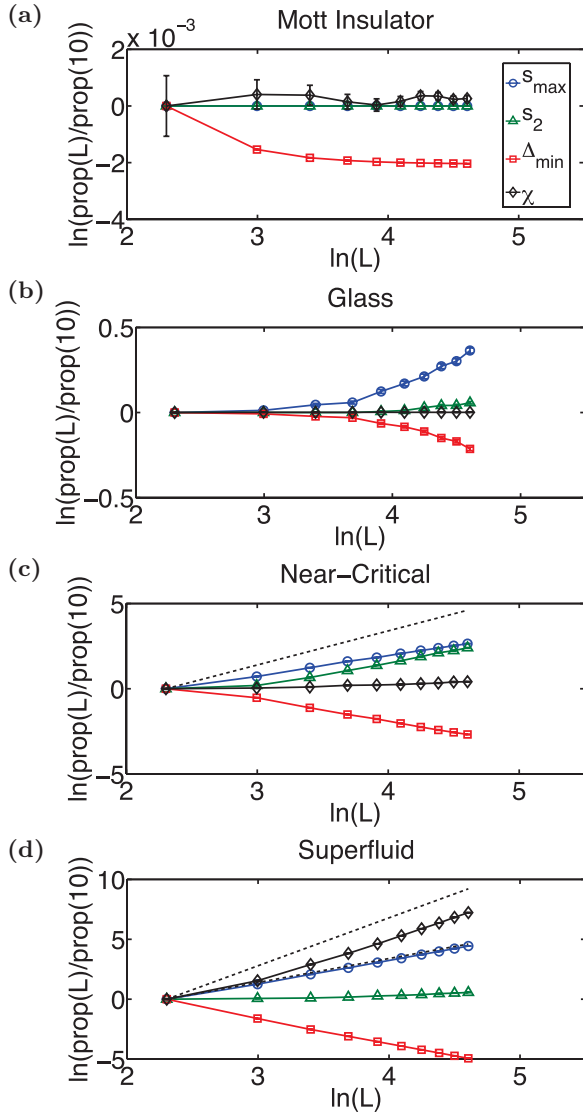 (a)
Mott Insulator
x 10⁻³
2
0
−2
−4
ln(prop(L)/prop(10))
2
3
4
5
ln(L)
s_max
s_2
Δ_min
χ
(b)
Glass
0.5
0
−0.5
ln(prop(L)/prop(10))
2
3
4
5
ln(L)
(c)
Near−Critical
5
0
−5
ln(prop(L)/prop(10))
2
3
4
5
ln(L)
(d)
Superfluid
10
5
0
−5
ln(prop(L)/prop(10))
2
3
4
5
ln(L)